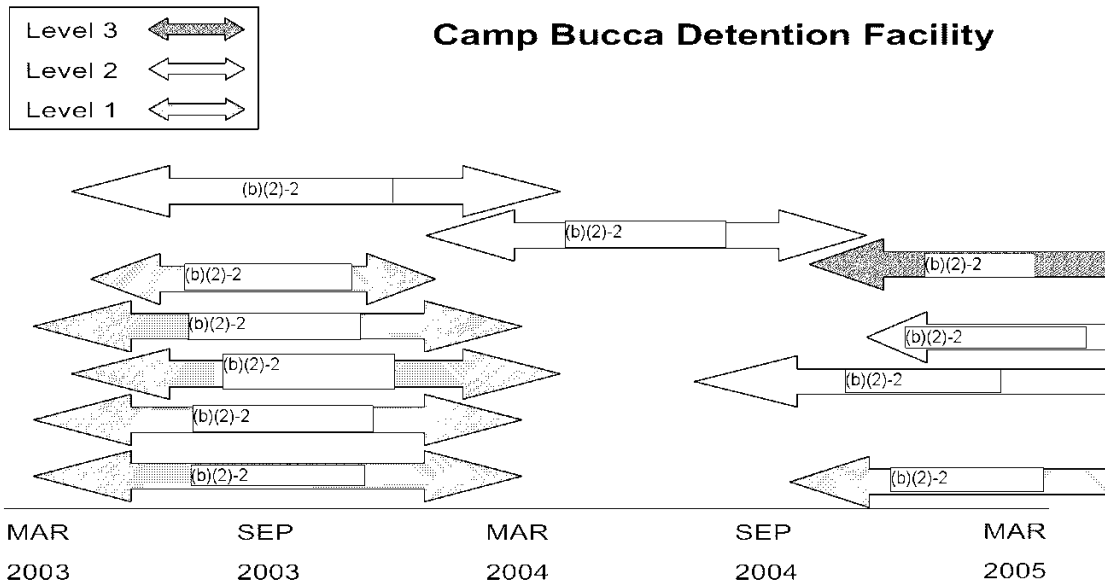 Level 3
Level 2
Level 1
Camp Bucca Detention Facility
(b)(2)-2
(b)(2)-2
(b)(2)-2
(b)(2)-2
(b)(2)-2
(b)(2)-2
(b)(2)-2
(b)(2)-2
(b)(2)-2
(b)(2)-2
(b)(2)-2
MAR SEP MAR SEP MAR
2003 2003 2004 2004 2005